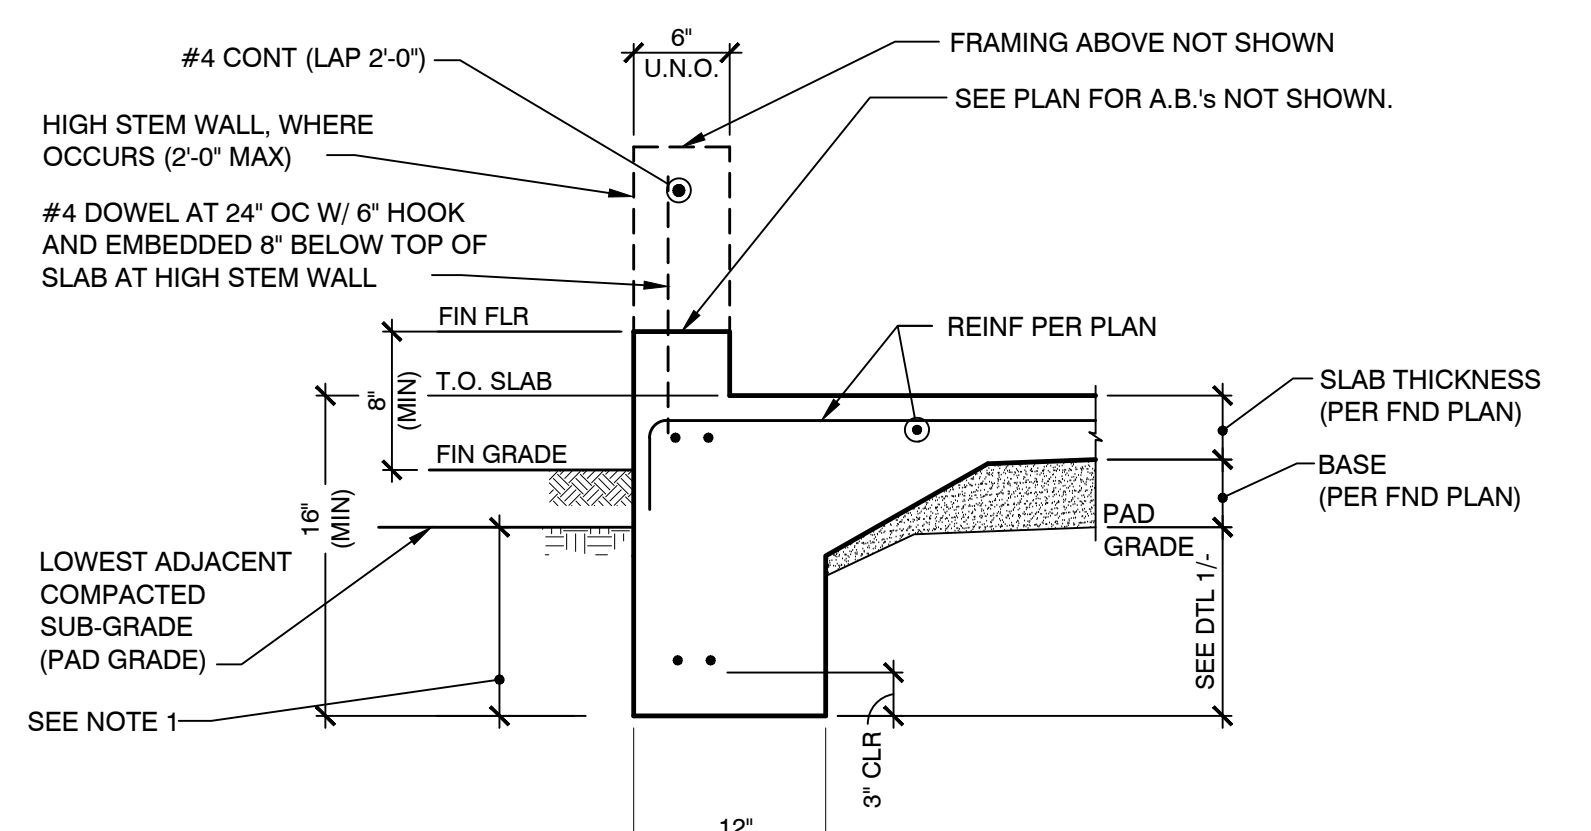 #4 CONT (LAP 2'-0")
6"
U.N.O.
FRAMING ABOVE NOT SHOWN
SEE PLAN FOR A.B.'s NOT SHOWN.
HIGH STEM WALL, WHERE
OCCURS (2'-0" MAX)
#4 DOWEL AT 24" OC W/ 6" HOOK
AND EMBEDDED 8" BELOW TOP OF
SLAB AT HIGH STEM WALL
FIN FLR
REINF PER PLAN
8"
(MIN)
T.O. SLAB
SLAB THICKNESS
(PER FND PLAN)
FIN GRADE
BASE
(PER FND PLAN)
16"
(MIN)
PAD
GRADE
LOWEST ADJACENT
COMPACTED
SUB-GRADE
(PAD GRADE)
SEE DTL 1/-
SEE NOTE 1
3" CLR
12"